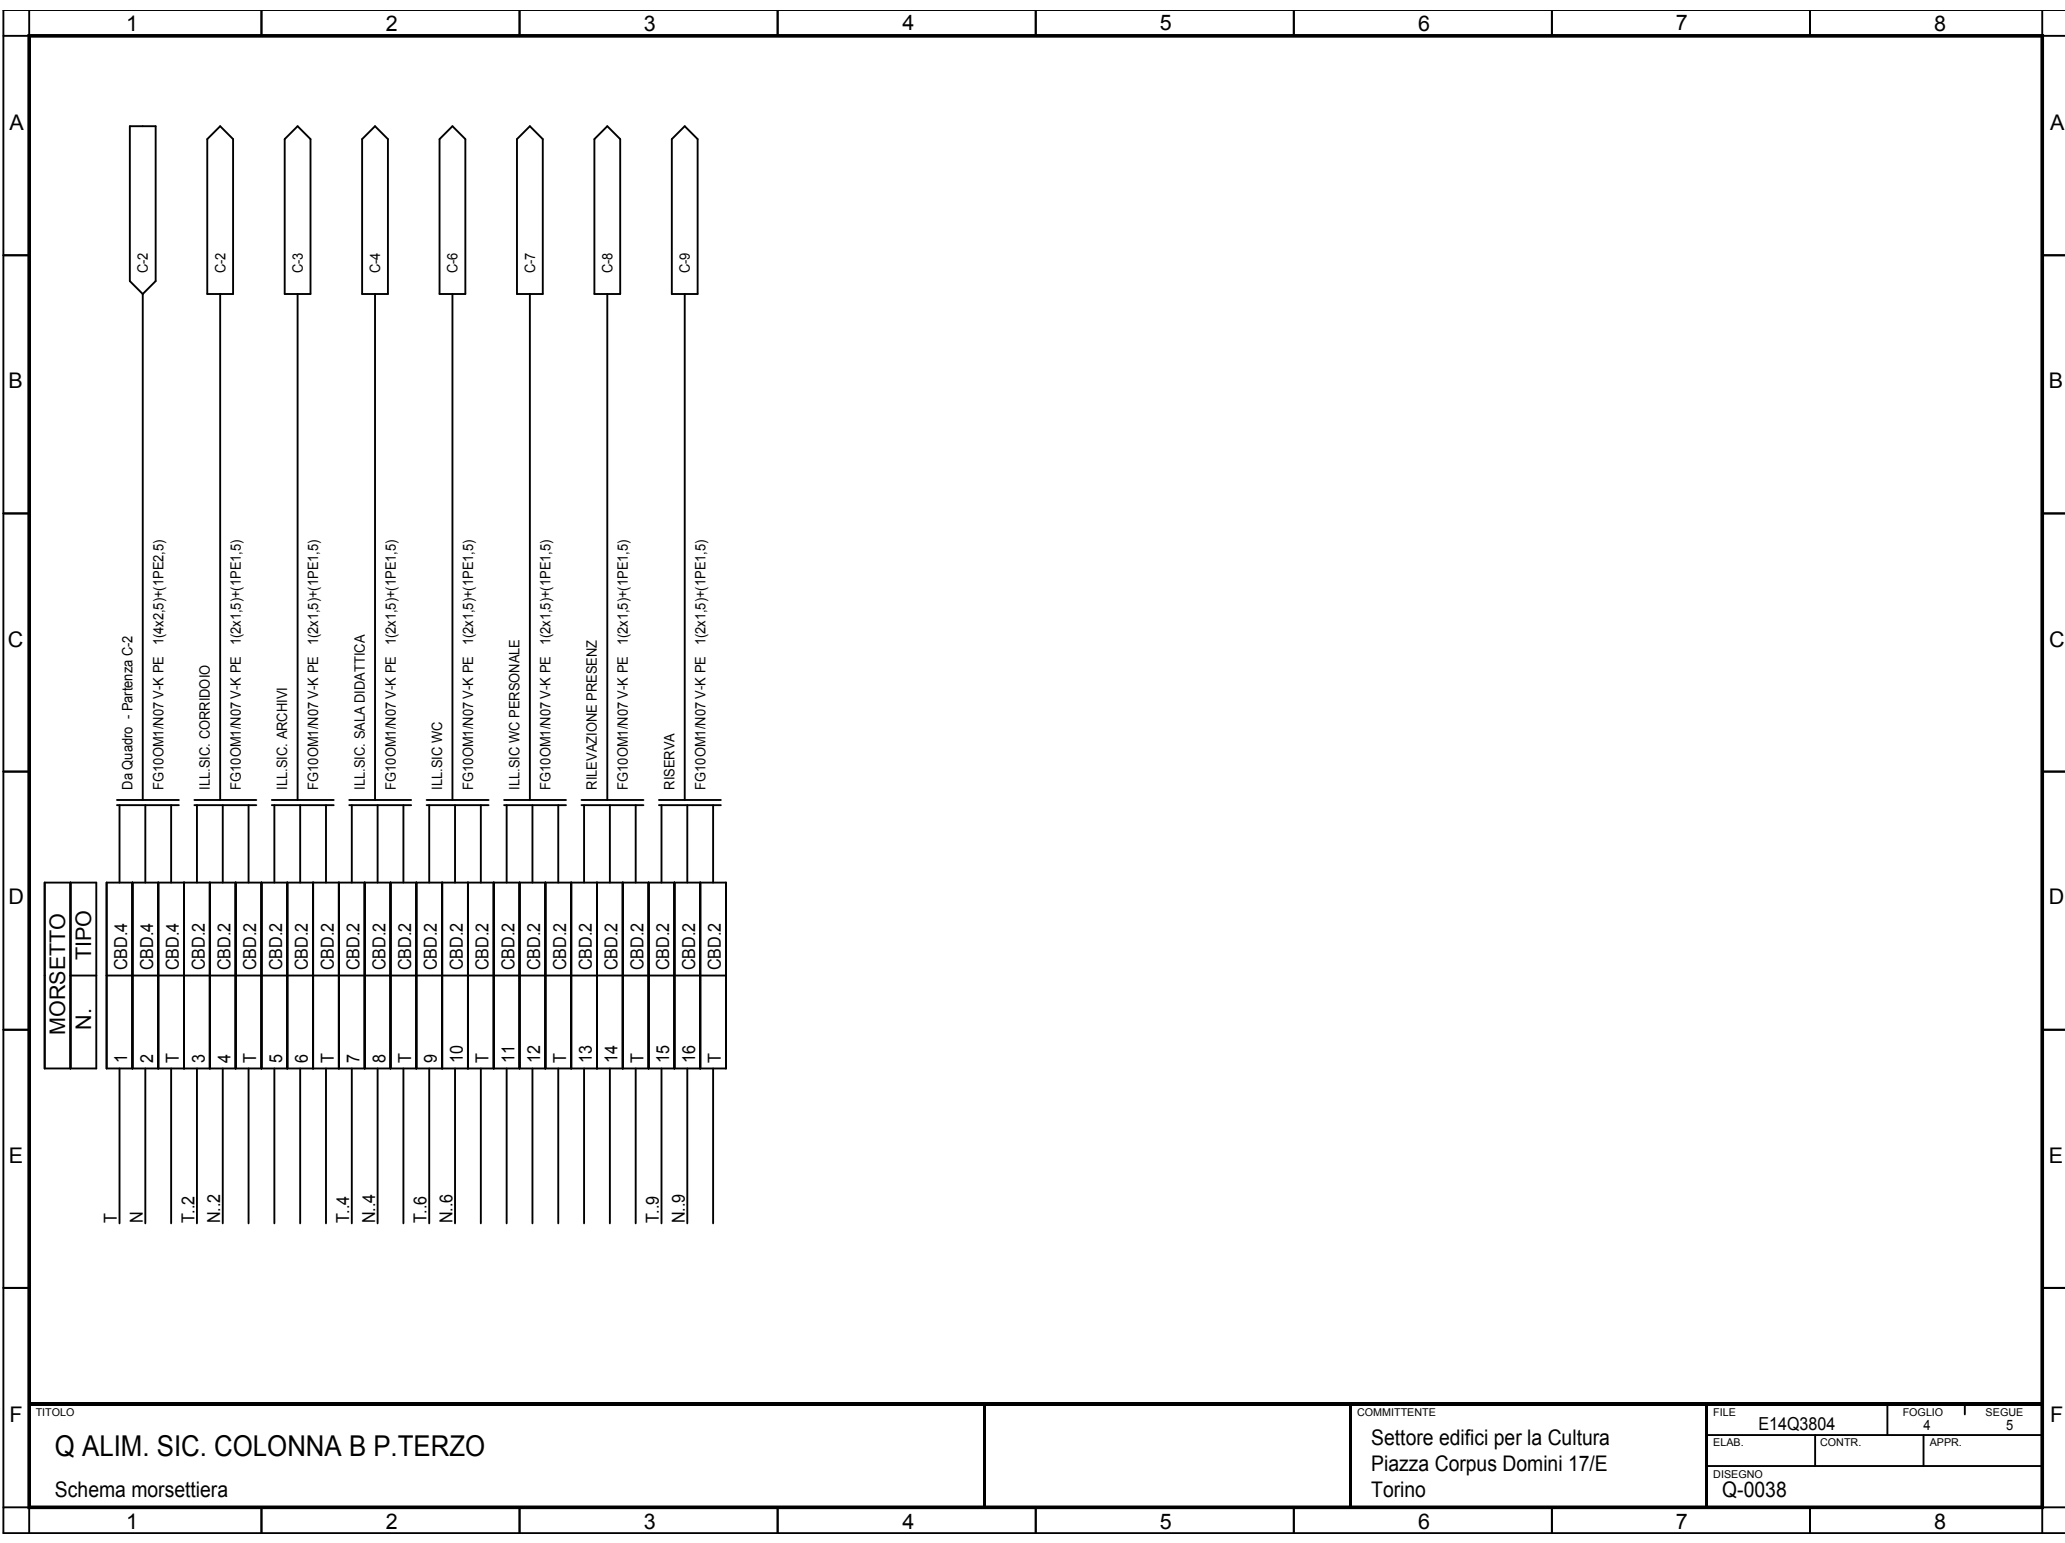 1 2 3 4 5 6 7 8
A A
B B
C C
D D
E E
F F
C-2
C-2
C-3
C-4
C-6
C-7
C-8
C-9
Da Quadro - Partenza C-2
FG10OM1/N07 V-K PE 1(4x2,5)+(1PE2,5)
ILL.SIC. CORRIDOIO
FG10OM1/N07 V-K PE 1(2x1,5)+(1PE1,5)
ILL.SIC. ARCHIVI
FG10OM1/N07 V-K PE 1(2x1,5)+(1PE1,5)
ILL.SIC. SALA DIDATTICA
FG10OM1/N07 V-K PE 1(2x1,5)+(1PE1,5)
ILL.SIC WC
FG10OM1/N07 V-K PE 1(2x1,5)+(1PE1,5)
ILL.SIC WC PERSONALE
FG10OM1/N07 V-K PE 1(2x1,5)+(1PE1,5)
RILEVAZIONE PRESENZ
FG10OM1/N07 V-K PE 1(2x1,5)+(1PE1,5)
RISERVA
FG10OM1/N07 V-K PE 1(2x1,5)+(1PE1,5)
MORSETTO
N. TIPO
1 CBD.4
2 CBD.4
T CBD.4
3 CBD.2
4 CBD.2
T CBD.2
5 CBD.2
6 CBD.2
T CBD.2
7 CBD.2
8 CBD.2
T CBD.2
9 CBD.2
10 CBD.2
T CBD.2
11 CBD.2
12 CBD.2
T CBD.2
13 CBD.2
14 CBD.2
T CBD.2
15 CBD.2
16 CBD.2
T CBD.2
T
N
T..2
N..2
T..4
N..4
T..6
N..6
T..9
N..9
TITOLO
Q ALIM. SIC. COLONNA B P.TERZO
Schema morsettiera
COMMITTENTE
Settore edifici per la Cultura
Piazza Corpus Domini 17/E
Torino
FILE
E14Q3804
FOGLIO
4
SEGUE
5
ELAB.
CONTR.
APPR.
DISEGNO
Q-0038
1 2 3 4 5 6 7 8